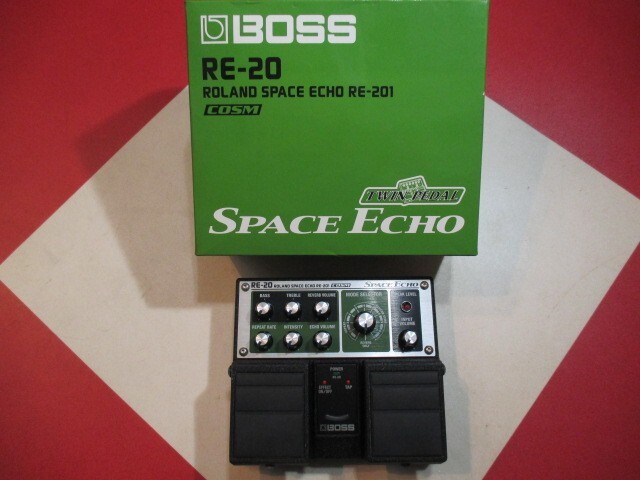 BOSS
RE-20
ROLAND SPACE ECHO RE-201
COSM
TWIN PEDAL
SPACE ECHO
RE-20 ROLAND SPACE ECHO RE-201 COSM SPACE ECHO
BASS TREBLE REVERB VOLUME MODE SELECTOR PEAK LEVEL
REPEAT RATE INTENSITY ECHO VOLUME INPUT VOLUME
POWER
EFFECT ON/OFF TAP
BOSS